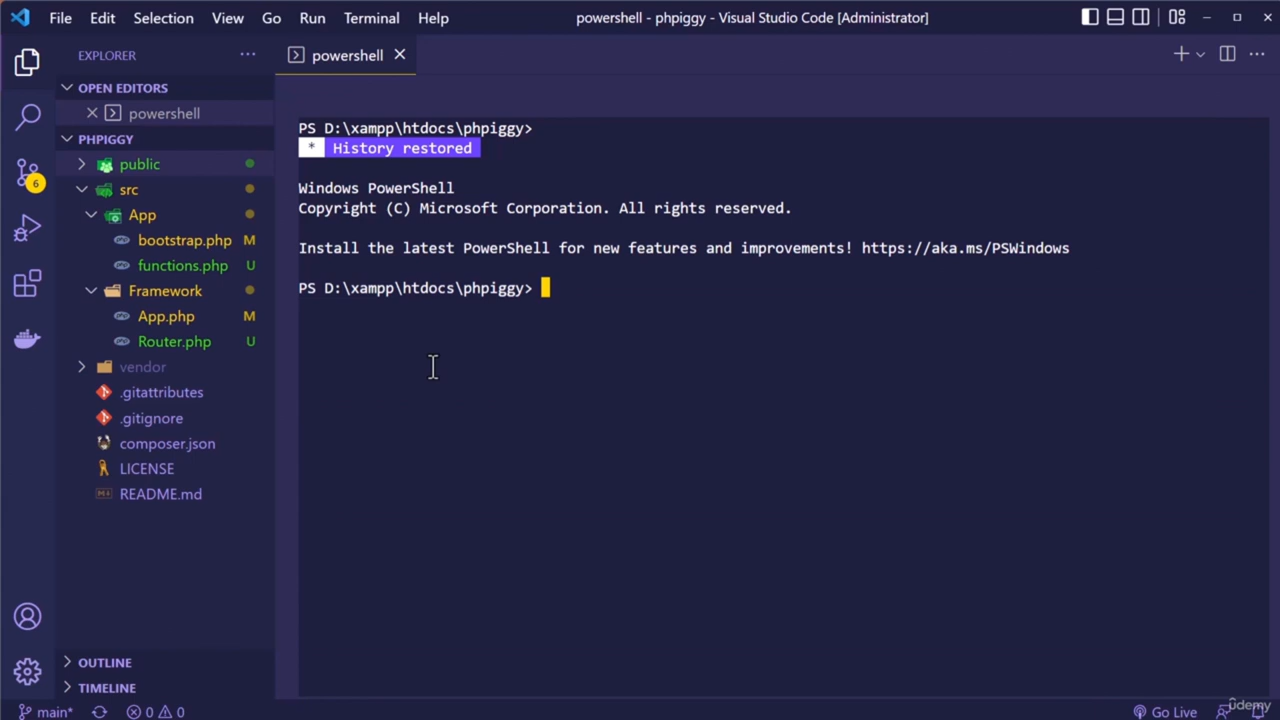 File Edit Selection View Go Run Terminal Help
powershell - phpiggy - Visual Studio Code [Administrator]
EXPLORER
OPEN EDITORS
powershell
PHPIGGY
public
src
App
bootstrap.php M
functions.php U
Framework
App.php M
Router.php U
vendor
.gitattributes
.gitignore
composer.json
LICENSE
README.md
OUTLINE
TIMELINE
6
powershell
PS D:\xampp\htdocs\phpiggy>
* History restored
Windows PowerShell
Copyright (C) Microsoft Corporation. All rights reserved.
Install the latest PowerShell for new features and improvements! https://aka.ms/PSWindows
PS D:\xampp\htdocs\phpiggy>
main* 0 0
Go Live
ûdemy